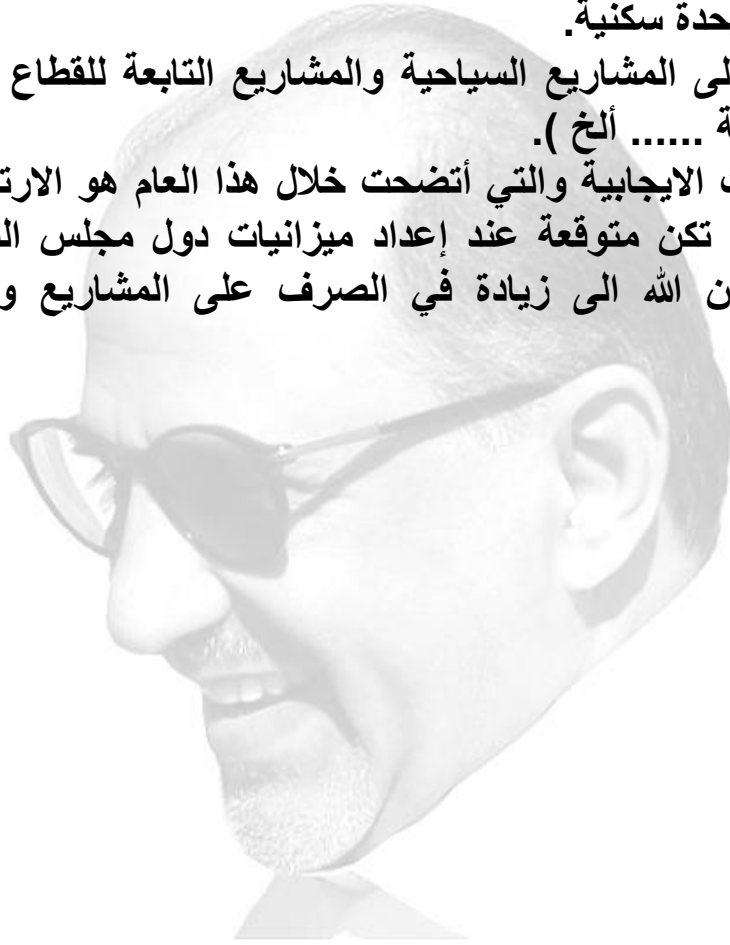 حدة سكنية.
لى المشاريع السياحية والمشاريع التابعة للقطاع
ة ...... ألخ ).
ت الايجابية والتي أتضحت خلال هذا العام هو الارت
تكن متوقعة عند إعداد ميزانيات دول مجلس ال
ن الله الى زيادة في الصرف على المشاريع و